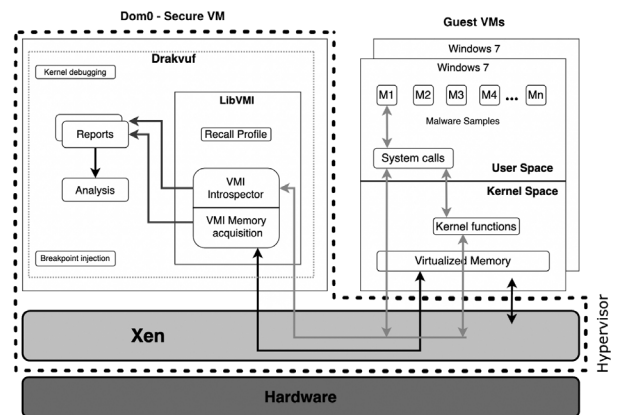 Dom0 - Secure VM
Guest VMs
Drakvuf
Kernel debugging
LibVMI
Recall Profile
Reports
Analysis
VMI
Introspector
VMI Memory
acquisition
Breakpoint injection
Windows 7
Windows 7
M1
M2
M3
M4
...
Mn
Malware Samples
System calls
User Space
Kernel Space
Kernel functions
Virtualized Memory
Xen
Hypervisor
Hardware